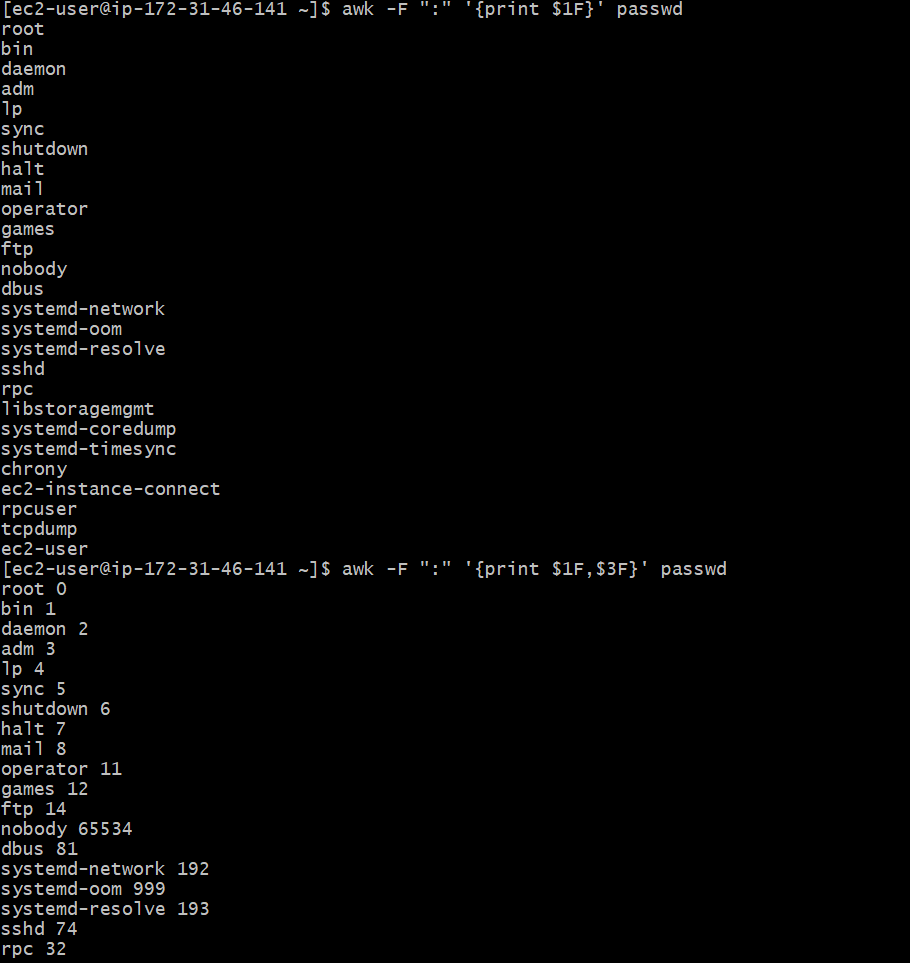 [ec2-user@ip-172-31-46-141 ~]$ awk -F ":" '{print $1F}' passwd
root
bin
daemon
adm
lp
sync
shutdown
halt
mail
operator
games
ftp
nobody
dbus
systemd-network
systemd-oom
systemd-resolve
sshd
rpc
libstoragemgmt
systemd-coredump
systemd-timesync
chrony
ec2-instance-connect
rpcuser
tcpdump
ec2-user
[ec2-user@ip-172-31-46-141 ~]$ awk -F ":" '{print $1F,$3F}' passwd
root 0
bin 1
daemon 2
adm 3
lp 4
sync 5
shutdown 6
halt 7
mail 8
operator 11
games 12
ftp 14
nobody 65534
dbus 81
systemd-network 192
systemd-oom 999
systemd-resolve 193
sshd 74
rpc 32